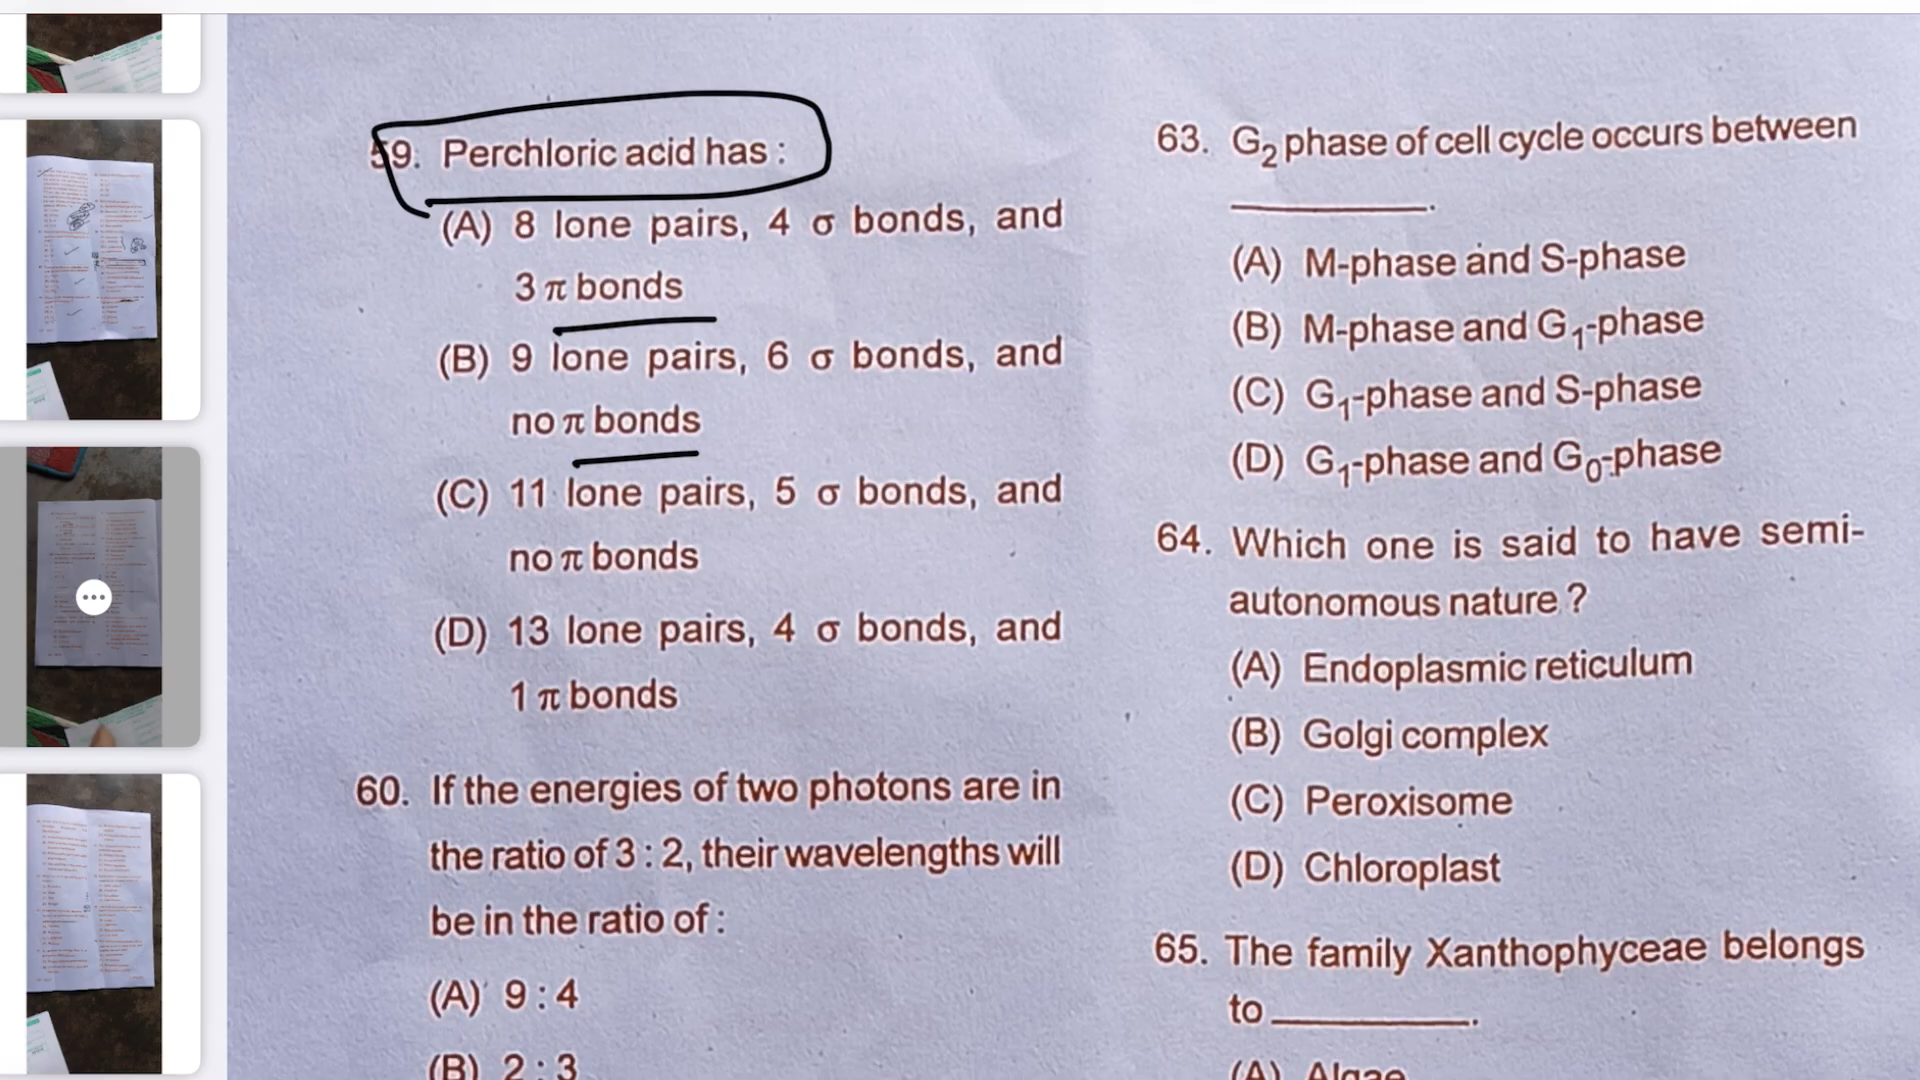 59. Perchloric acid has :
(A) 8 lone pairs, 4 σ bonds, and
3 π bonds
(B) 9 lone pairs, 6 σ bonds, and
no π bonds
(C) 11 lone pairs, 5 σ bonds, and
no π bonds
(D) 13 lone pairs, 4 σ bonds, and
1 π bonds
60. If the energies of two photons are in
the ratio of 3 : 2, their wavelengths will
be in the ratio of :
(A) 9 : 4
(B) 2 : 3
63. G₂ phase of cell cycle occurs between
__________.
(A) M-phase and S-phase
(B) M-phase and G₁-phase
(C) G₁-phase and S-phase
(D) G₁-phase and G₀-phase
64. Which one is said to have semi-
autonomous nature ?
(A) Endoplasmic reticulum
(B) Golgi complex
(C) Peroxisome
(D) Chloroplast
65. The family Xanthophyceae belongs
to __________.
(A) Algae